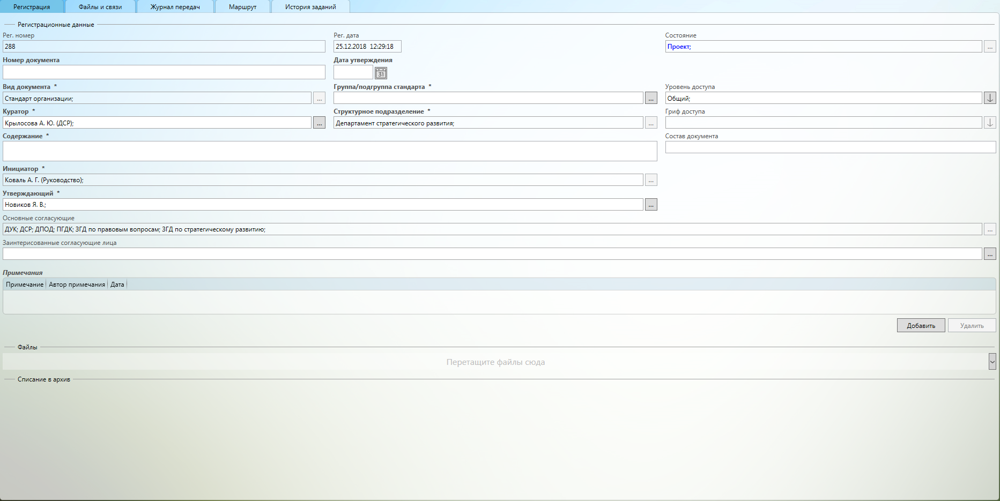 Регистрация Файлы и связи Журнал передач Маршрут История заданий
Регистрационные данные
Рег. номер Рег. дата Состояние
288 25.12.2018 12:29:18 Проект; ...
Номер документа Дата утверждения
31
Вид документа * Группа/подгруппа стандарта * Уровень доступа
Стандарт организации; ... ... Общий;
Куратор * Структурное подразделение * Гриф доступа
Крылосова А. Ю. (ДСР); ... Департамент стратегического развития; ...
Содержание * Состав документа
Инициатор *
Коваль А. Г. (Руководство); ...
Утверждающий *
Новиков Я. В.; ...
Основные согласующие
ДУК; ДСР; ДПОД; ПГДК; ЗГД по правовым вопросам; ЗГД по стратегическому развитию; ...
Заинтерисованные согласующие лица
...
Примечания
Примечание Автор примечания Дата
Добавить Удалить
Файлы
Перетащите файлы сюда
Списание в архив